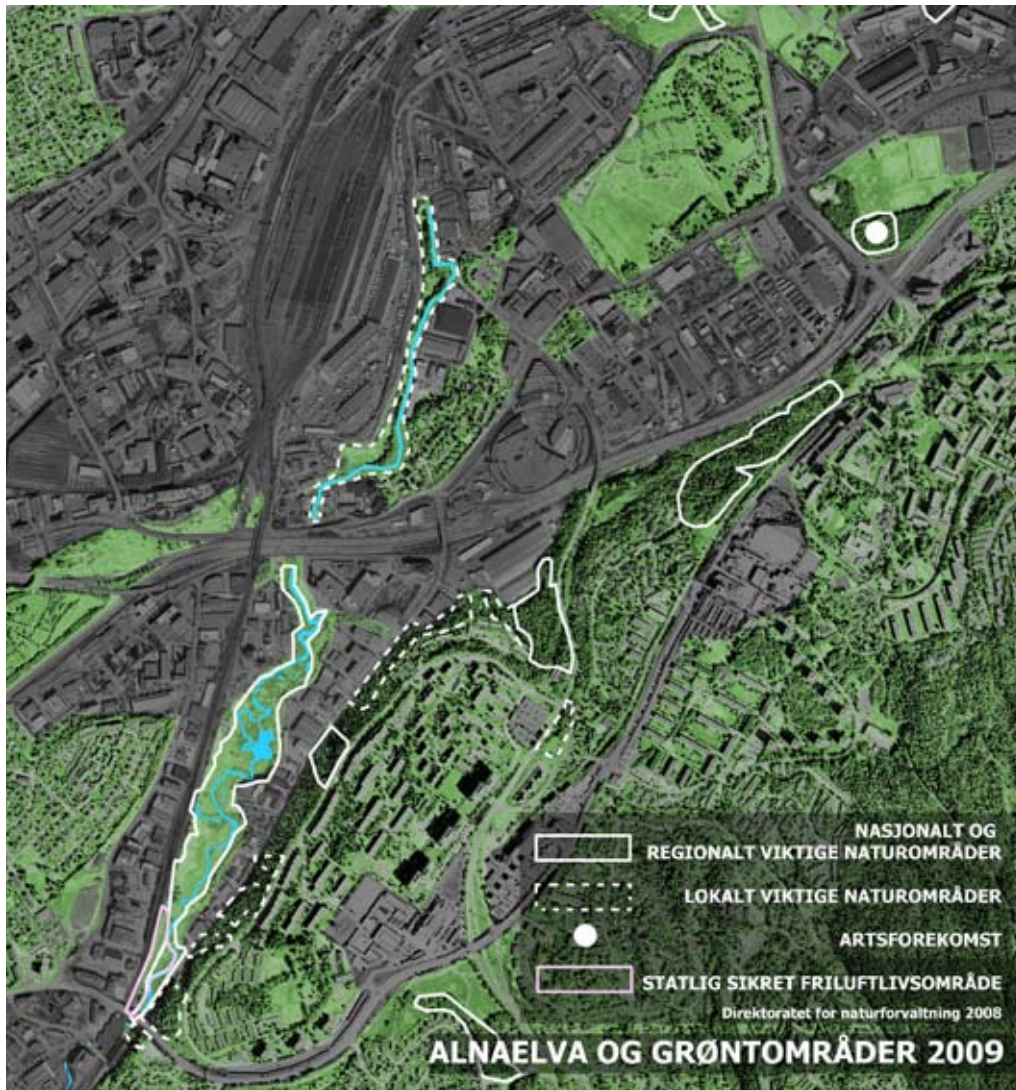 NASJONALT OG
REGIONALT VIKTIGE NATUROMRÅDER
LOKALT VIKTIGE NATUROMRÅDER
ARTSFOREKOMST
STATLIG SIKRET FRILUFTLIVSOMRÅDE
Direktoratet for naturforvaltning 2008
ALNAELVA OG GRØNTOMRÅDER 2009